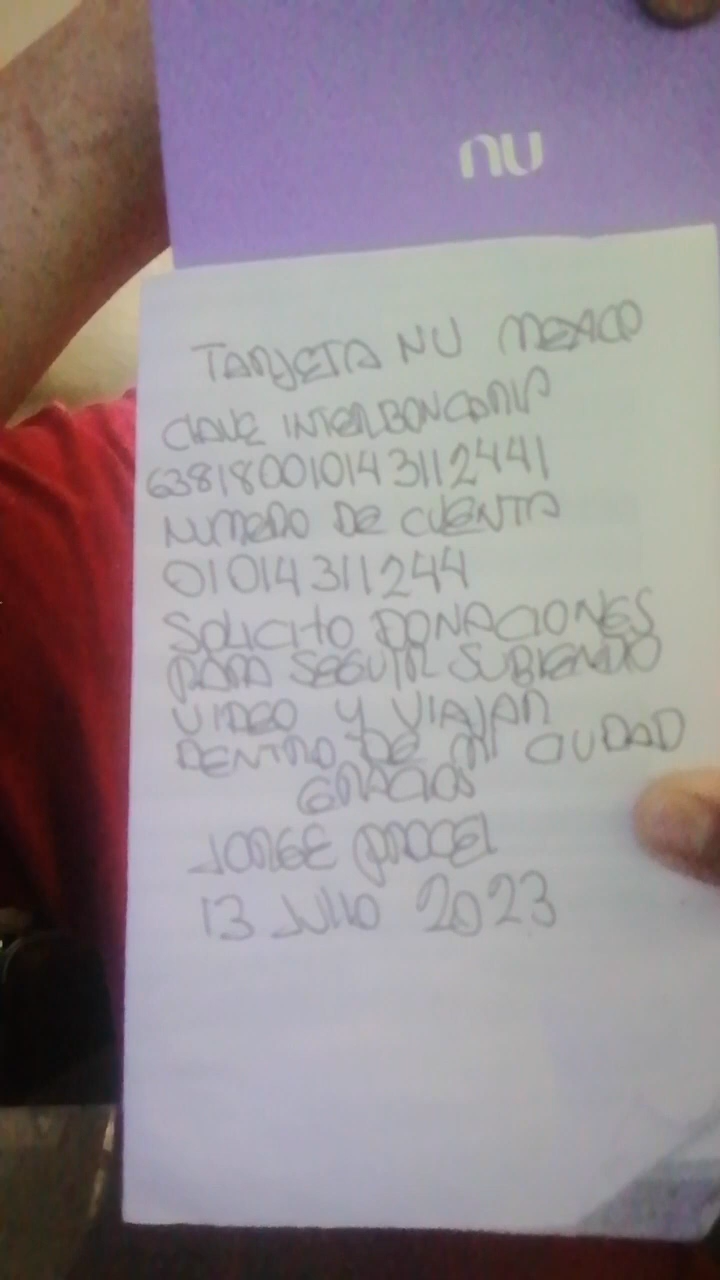 nu
TARJETA NU MEXICO
CLAVE INTERBANCARIA
638180010143112441
NUMERO DE CUENTA
01014311244
SOLICITO DONACIONES
PARA SEGUIR SUBIENDO
VIDEO Y VIAJAR
DENTRO DE MI CIUDAD
GRACIAS
JORGE PROCEL
13 JULIO 2023